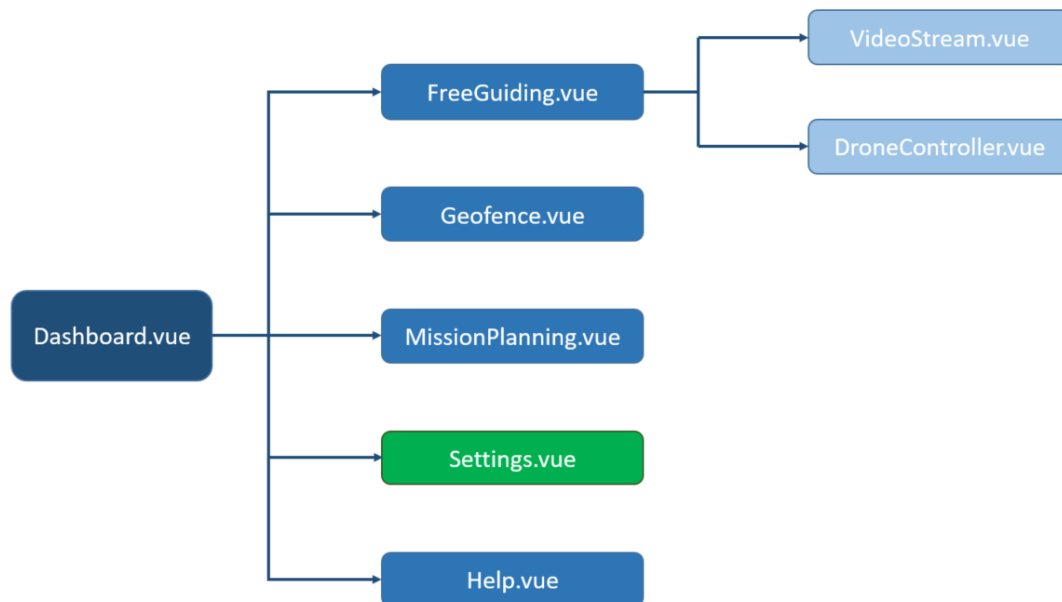 VideoStream.vue
FreeGuiding.vue
DroneController.vue
Geofence.vue
Dashboard.vue
MissionPlanning.vue
Settings.vue
Help.vue